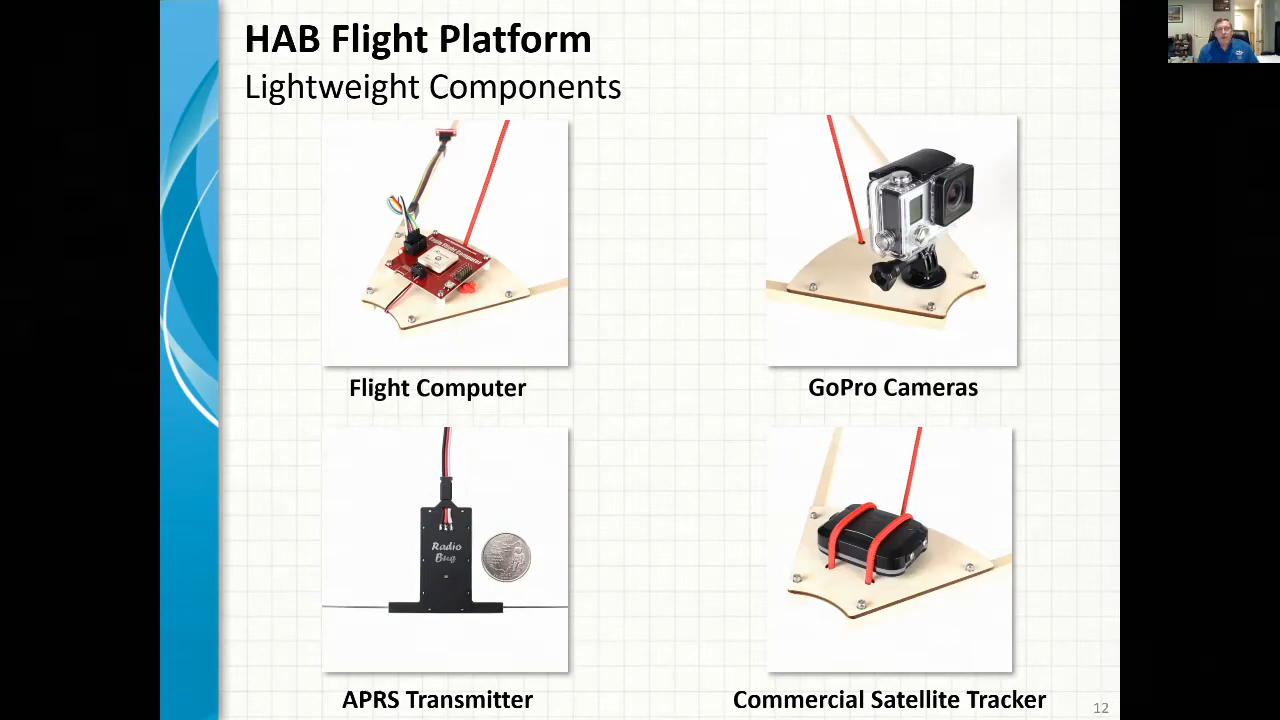 HAB Flight Platform
Lightweight Components
Flight Computer
GoPro Cameras
Radio
Bug
APRS Transmitter
Commercial Satellite Tracker
12